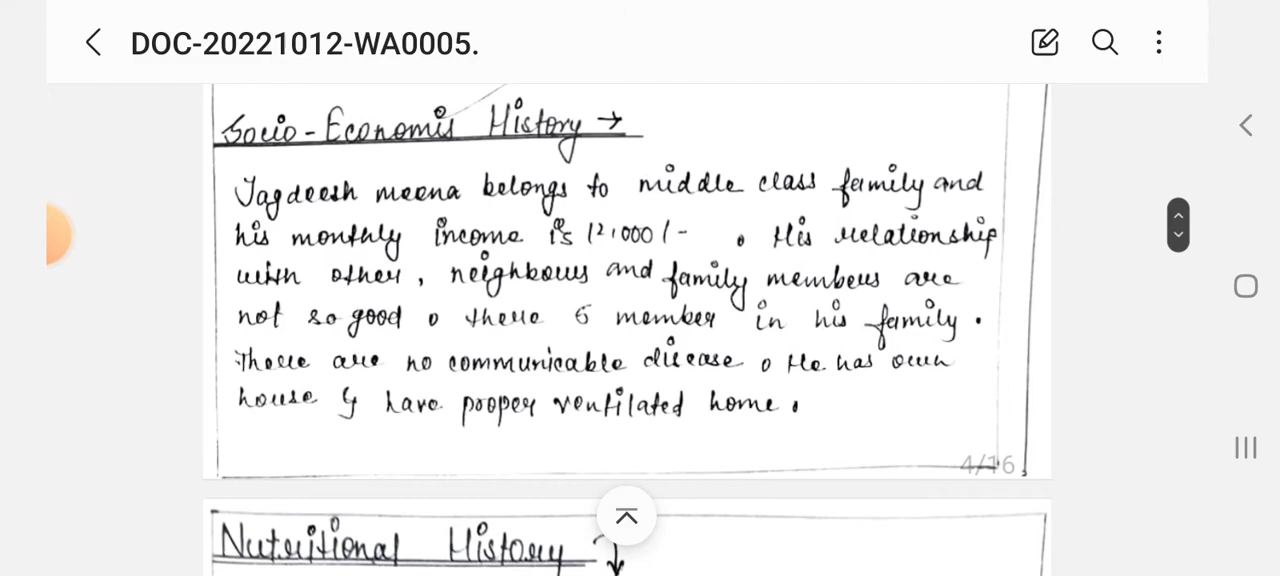 DOC-20221012-WA0005.
Socio-Economis History →
Jagdeesh meena belongs to middle class family and
his monthly income is 12,000/- . His relationship
with other, neighbours and family members are
not so good. there 6 member in his family.
There are no communicable disease. He has own
house & have proper ventilated home.
4/16
Nutritional History